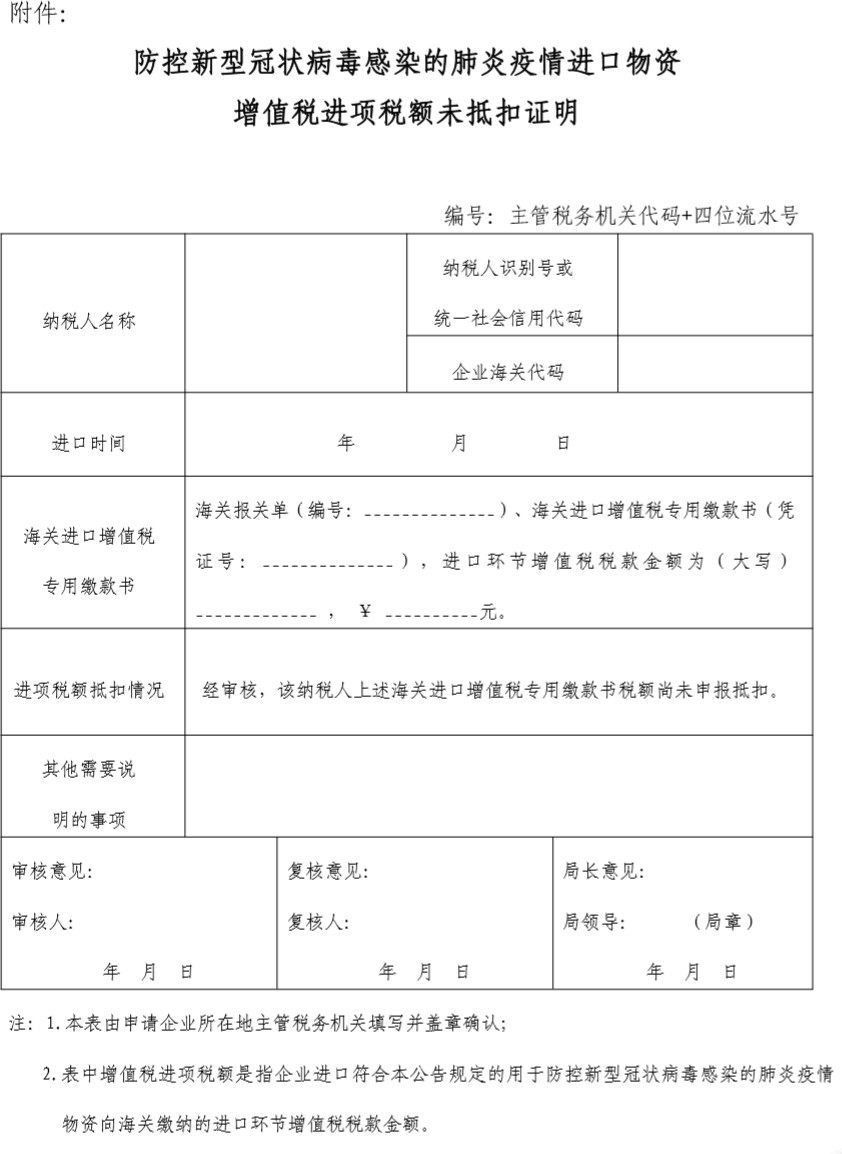 附件：
防控新型冠状病毒感染的肺炎疫情进口物资
增值税进项税额未抵扣证明
编号：主管税务机关代码+四位流水号
纳税人名称
纳税人识别号或
统一社会信用代码
企业海关代码
进口时间
年 月 日
海关进口增值税
专用缴款书
海关报关单（编号：______________）、海关进口增值税专用缴款书（凭
证号：______________），进口环节增值税税款金额为（大写）
_____________，￥__________元。
进项税额抵扣情况
经审核，该纳税人上述海关进口增值税专用缴款书税额尚未申报抵扣。
其他需要说
明的事项
审核意见：
审核人：
年 月 日
复核意见：
复核人：
年 月 日
局长意见：
局领导： （局章）
年 月 日
注：1.本表由申请企业所在地主管税务机关填写并盖章确认；
2.表中增值税进项税额是指企业进口符合本公告规定的用于防控新型冠状病毒感染的肺炎疫情
物资向海关缴纳的进口环节增值税税款金额。